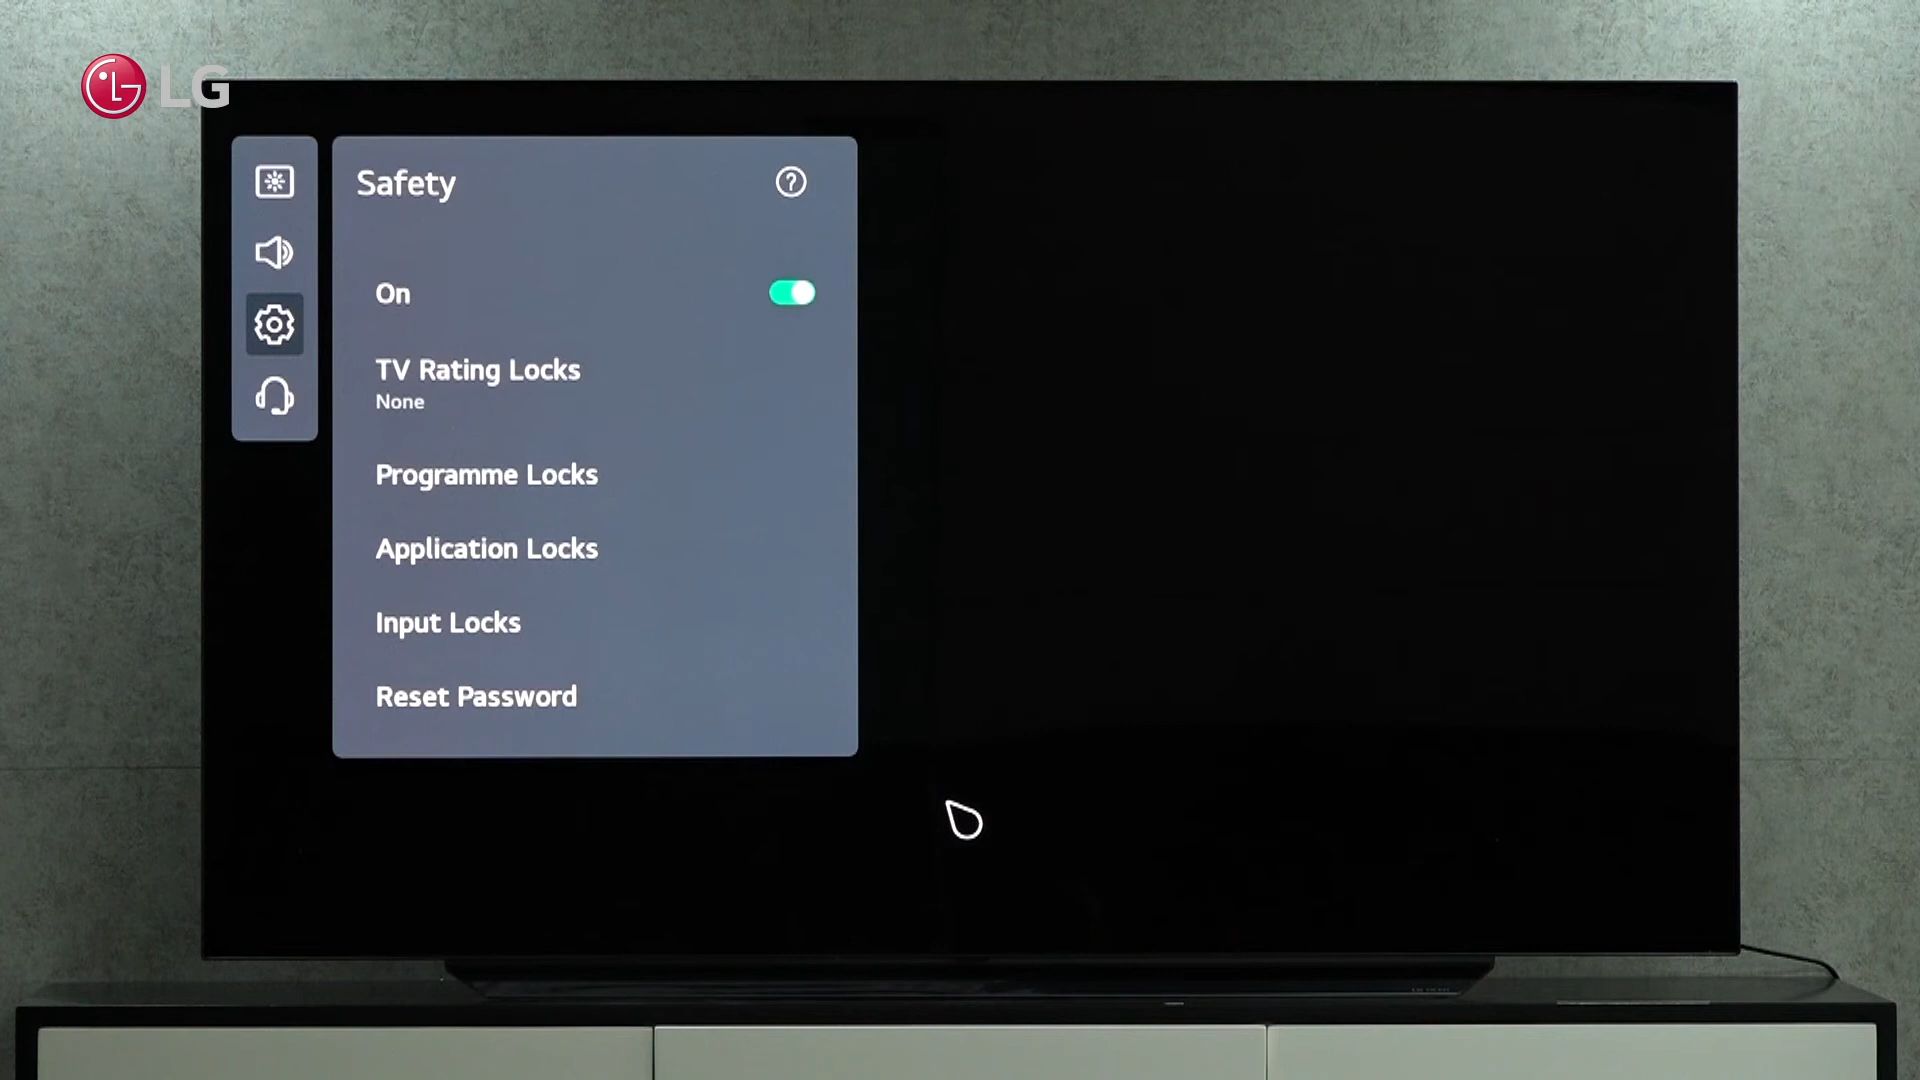 LG
Safety
On
TV Rating Locks
None
Programme Locks
Application Locks
Input Locks
Reset Password